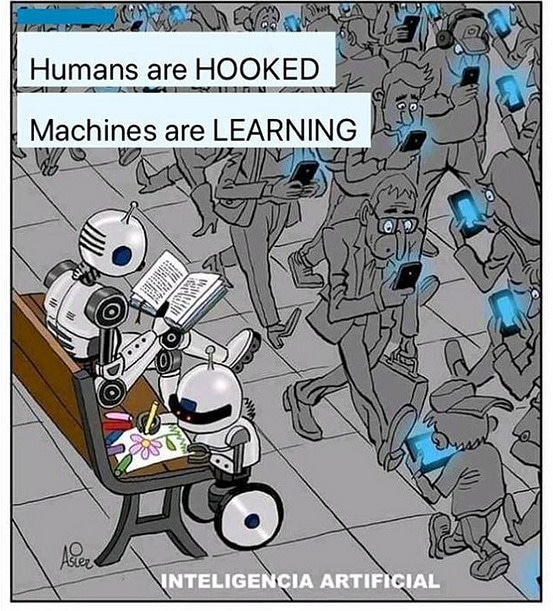 Humans are HOOKED
Machines are LEARNING
Asier
INTELIGENCIA ARTIFICIAL